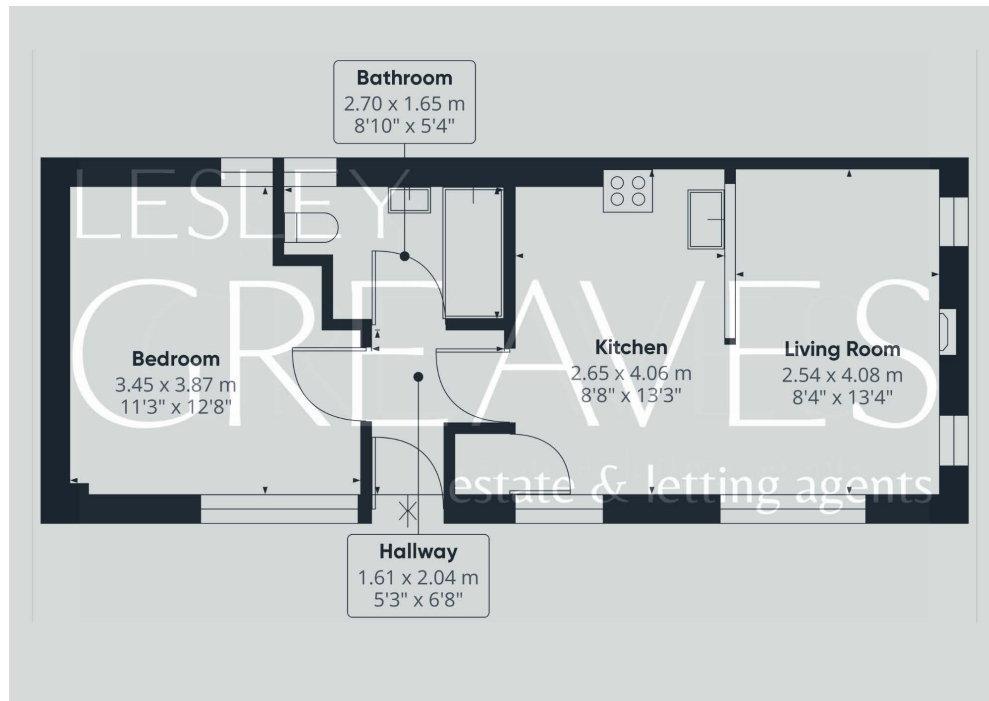 Bathroom
2.70 x 1.65 m
8'10" x 5'4"
LESLEY
GREAVES
estate & letting agents
Bedroom
3.45 x 3.87 m
11'3" x 12'8"
Kitchen
2.65 x 4.06 m
8'8" x 13'3"
Living Room
2.54 x 4.08 m
8'4" x 13'4"
Hallway
1.61 x 2.04 m
5'3" x 6'8"